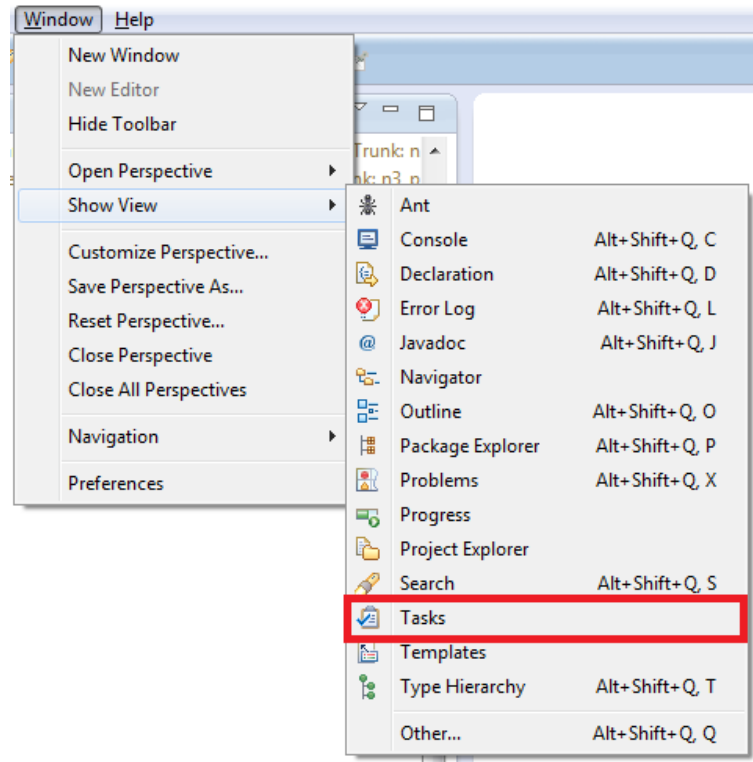 Window Help
New Window
New Editor
Hide Toolbar
Trunk: n
Open Perspective
nk: n3_p
Show View
Customize Perspective...
Save Perspective As...
Reset Perspective...
Close Perspective
Close All Perspectives
Navigation
Preferences
Ant
Console Alt+Shift+Q, C
Declaration Alt+Shift+Q, D
Error Log Alt+Shift+Q, L
@ Javadoc Alt+Shift+Q, J
Navigator
Outline Alt+Shift+Q, O
Package Explorer Alt+Shift+Q, P
Problems Alt+Shift+Q, X
Progress
Project Explorer
Search Alt+Shift+Q, S
Tasks
Templates
Type Hierarchy Alt+Shift+Q, T
Other... Alt+Shift+Q, Q